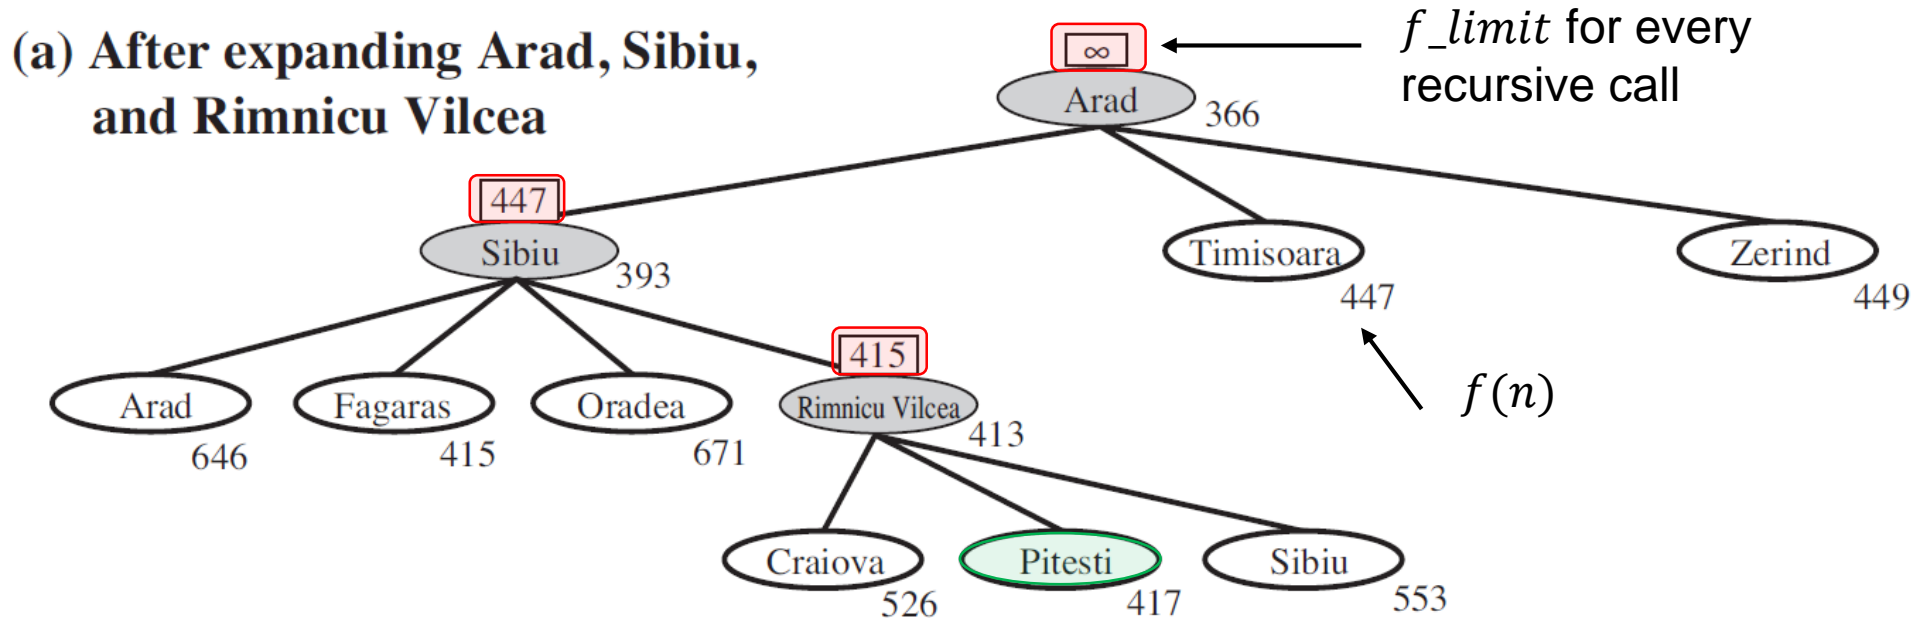 (a) After expanding Arad, Sibiu,
and Rimnicu Vilcea
∞
f_limit for every
recursive call
Arad
366
447
Sibiu
393
Timisoara
447
Zerind
449
f(n)
415
Arad
646
Fagaras
415
Oradea
671
Rimnicu Vilcea
413
Craiova
526
Pitesti
417
Sibiu
553